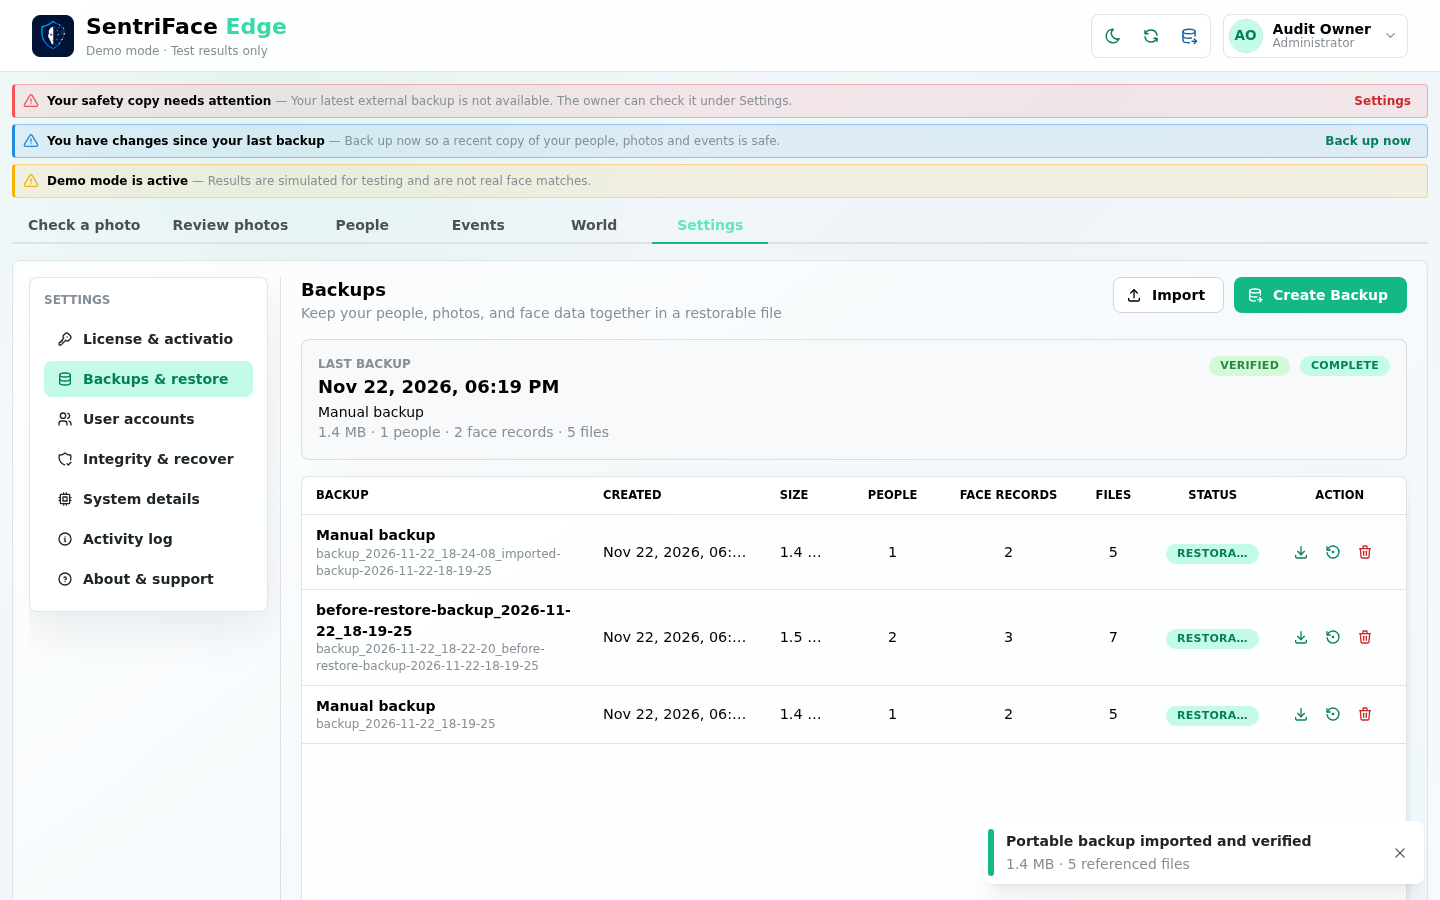 SentriFace Edge
Demo mode · Test results only
AO
Audit Owner
Administrator
Your safety copy needs attention — Your latest external backup is not available. The owner can check it under Settings.
Settings
You have changes since your last backup — Back up now so a recent copy of your people, photos and events is safe.
Back up now
Demo mode is active — Results are simulated for testing and are not real face matches.
Check a photo
Review photos
People
Events
World
Settings
SETTINGS
License & activatio
Backups & restore
User accounts
Integrity & recover
System details
Activity log
About & support
Backups
Keep your people, photos, and face data together in a restorable file
Import
Create Backup
LAST BACKUP
Nov 22, 2026, 06:19 PM
Manual backup
1.4 MB · 1 people · 2 face records · 5 files
VERIFIED
COMPLETE
BACKUP CREATED SIZE PEOPLE FACE RECORDS FILES STATUS ACTION
Manual backup
backup_2026-11-22_18-24-08_imported-
backup-2026-11-22-18-19-25
Nov 22, 2026, 06:... 1.4 ... 1 2 5 RESTORA...
before-restore-backup_2026-11-
22_18-19-25
backup_2026-11-22_18-22-20_before-
restore-backup-2026-11-22-18-19-25
Nov 22, 2026, 06:... 1.5 ... 2 3 7 RESTORA...
Manual backup
backup_2026-11-22_18-19-25
Nov 22, 2026, 06:... 1.4 ... 1 2 5 RESTORA...
Portable backup imported and verified
1.4 MB · 5 referenced files